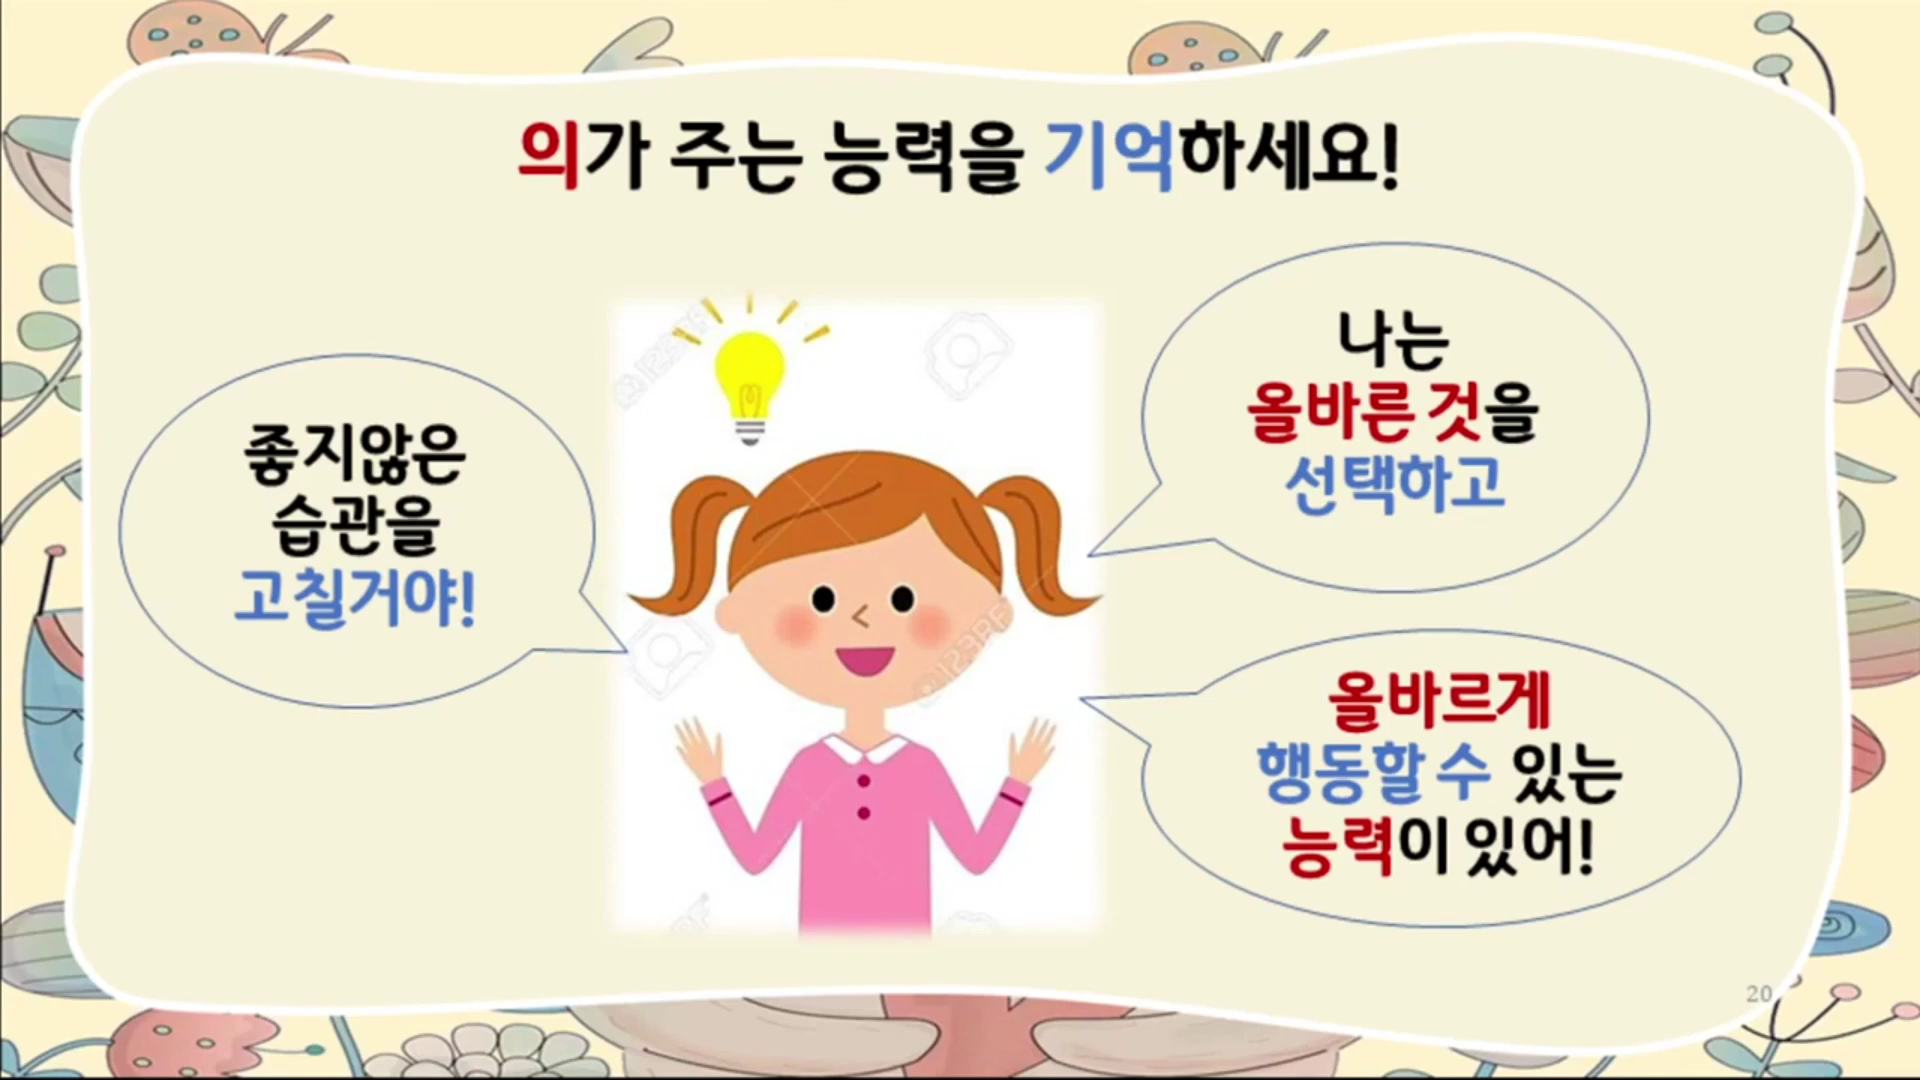 의가 주는 능력을 기억하세요!
좋지않은
습관을
고칠거야!
나는
올바른 것을
선택하고
올바르게
행동할 수 있는
능력이 있어!
123RF
@123RF
20